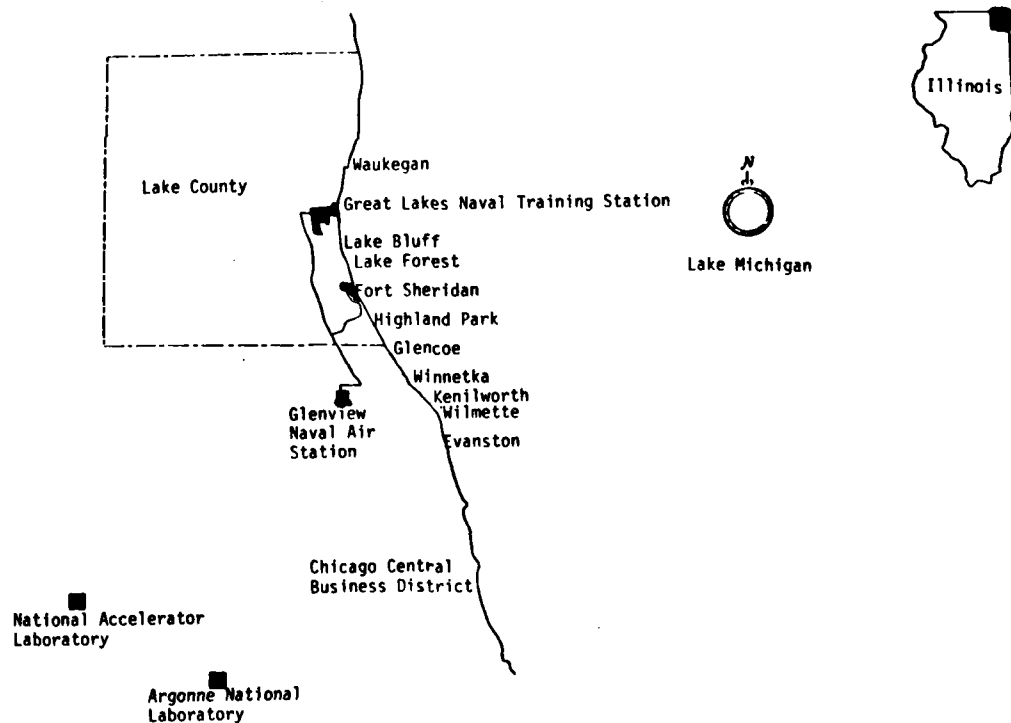 Illinois
Waukegan
N
Lake County
Great Lakes Naval Training Station
Lake Bluff
Lake Forest
Lake Michigan
Fort Sheridan
Highland Park
Glencoe
Winnetka
Kenilworth
Wilmette
Glenview
Naval Air
Station
Evanston
Chicago Central
Business District
National Accelerator
Laboratory
Argonne National
Laboratory